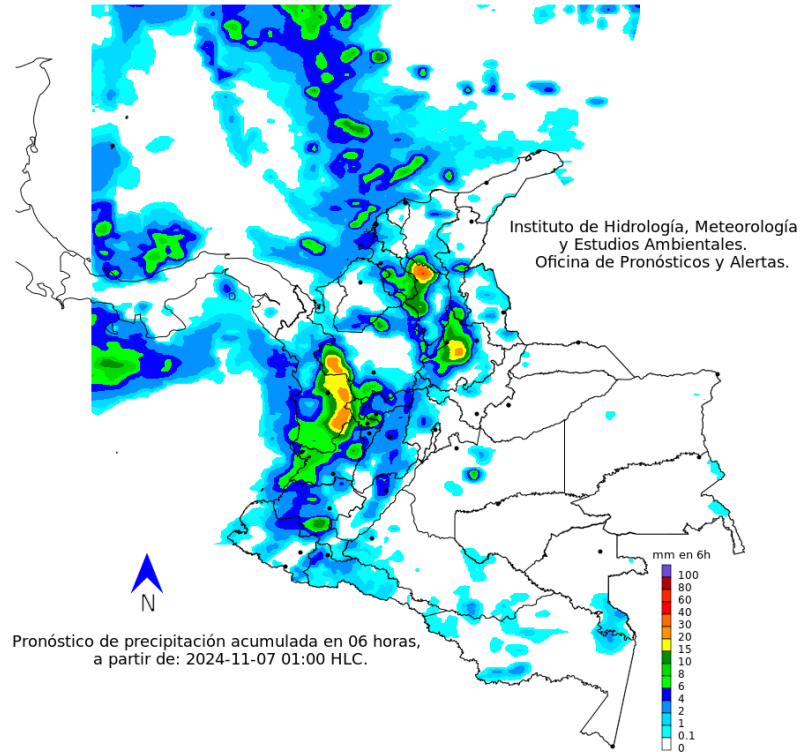 Instituto de Hidrología, Meteorología
y Estudios Ambientales.
Oficina de Pronósticos y Alertas.
mm en 6h
100
80
60
40
30
20
15
10
8
6
4
2
1
0.1
0
N
Pronóstico de precipitación acumulada en 06 horas,
a partir de: 2024-11-07 01:00 HLC.